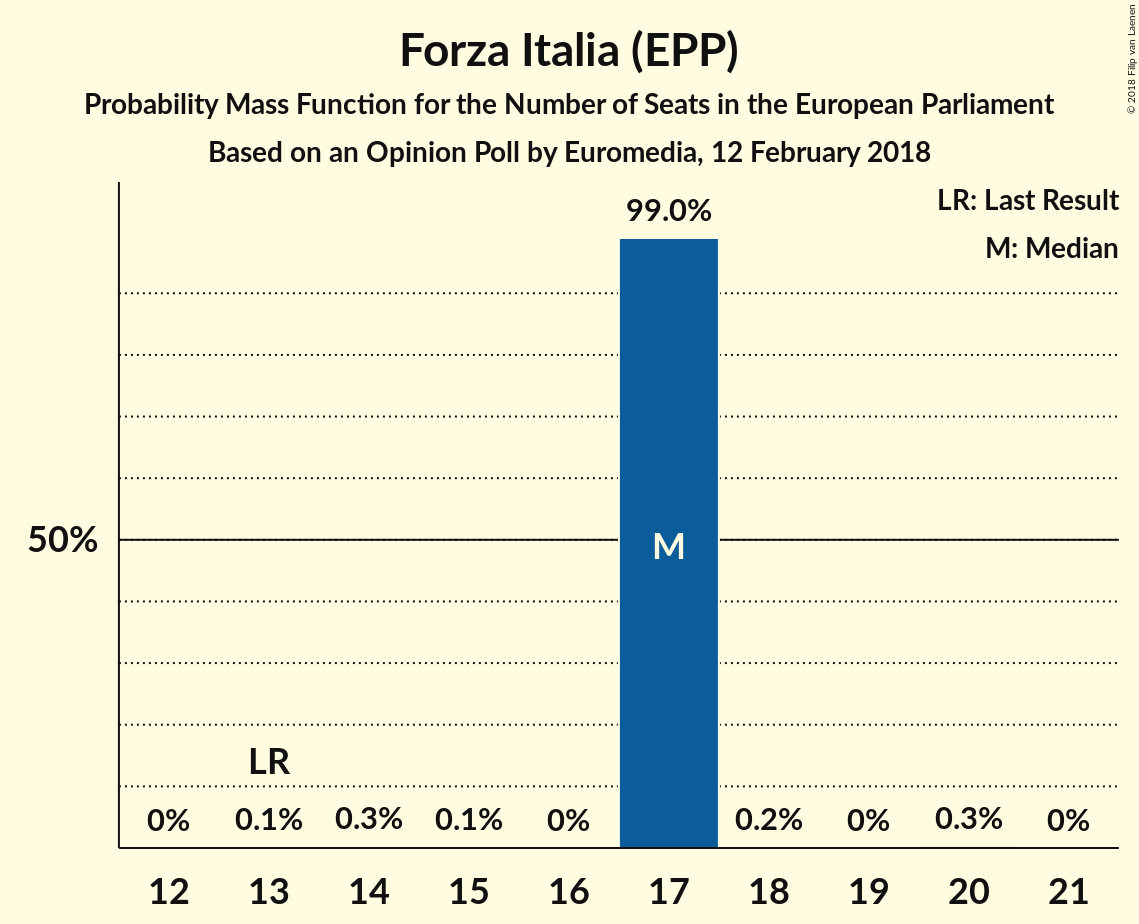 Forza Italia (EPP)
Probability Mass Function for the Number of Seats in the European Parliament
Based on an Opinion Poll by Euromedia, 12 February 2018
© 2018 Filip van Laenen
LR: Last Result
M: Median
99.0%
50%
M
LR
0% 0.1% 0.3% 0.1% 0% 0.2% 0% 0.3% 0%
12 13 14 15 16 17 18 19 20 21